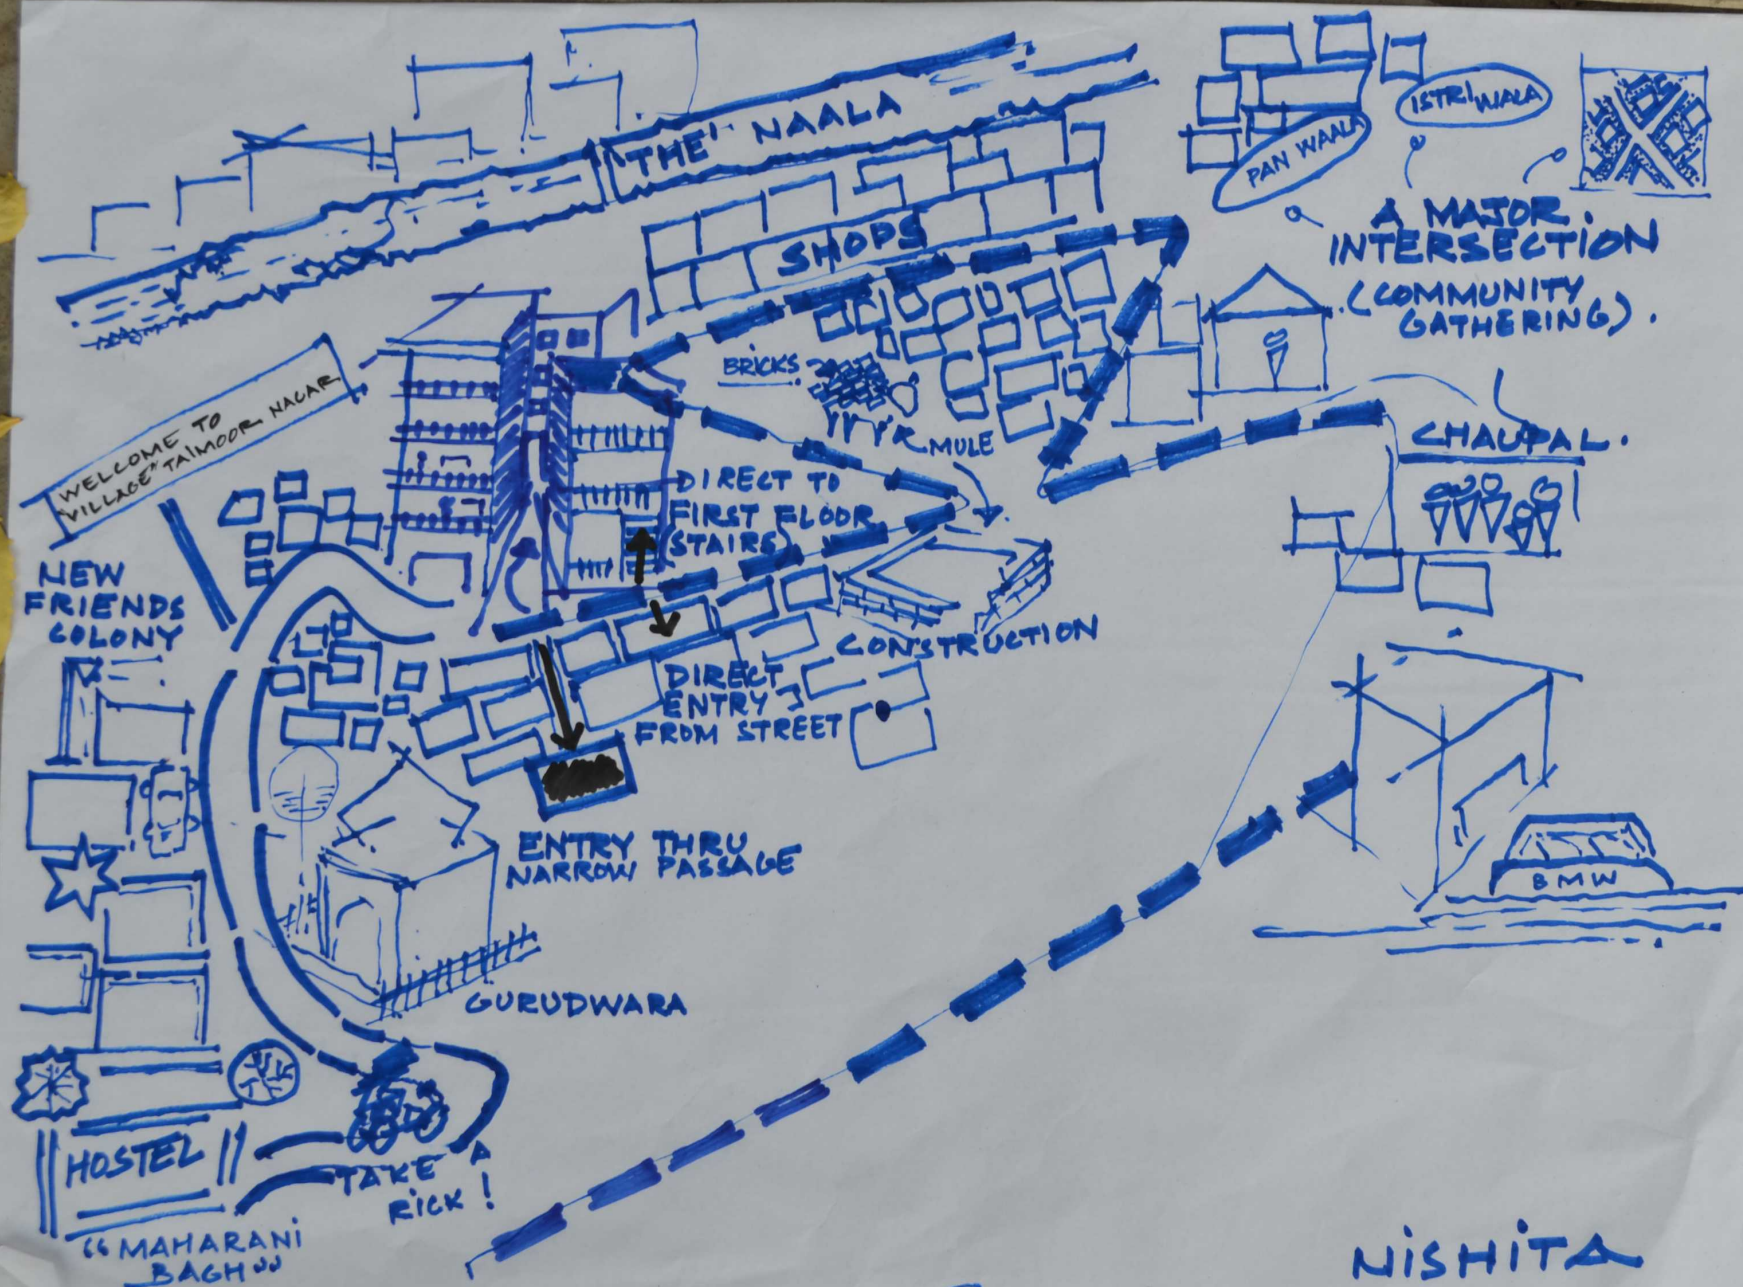 "THE" NAALA
ISTRI WALA
PAN WAALA
A MAJOR
INTERSECTION
(COMMUNITY
GATHERING).
SHOPS
BRICKS
MULE
CHAUPAL.
WELCOME TO
VILLAGE "TAIMOOR NAGAR
DIRECT TO
FIRST FLOOR
(STAIRS)
NEW
FRIENDS
COLONY
CONSTRUCTION
DIRECT
ENTRY
FROM STREET
ENTRY THRU
NARROW PASSAGE
BMW
GURUDWARA
HOSTEL
TAKE A
RICK!
"MAHARANI
BAGH"
NISHITA